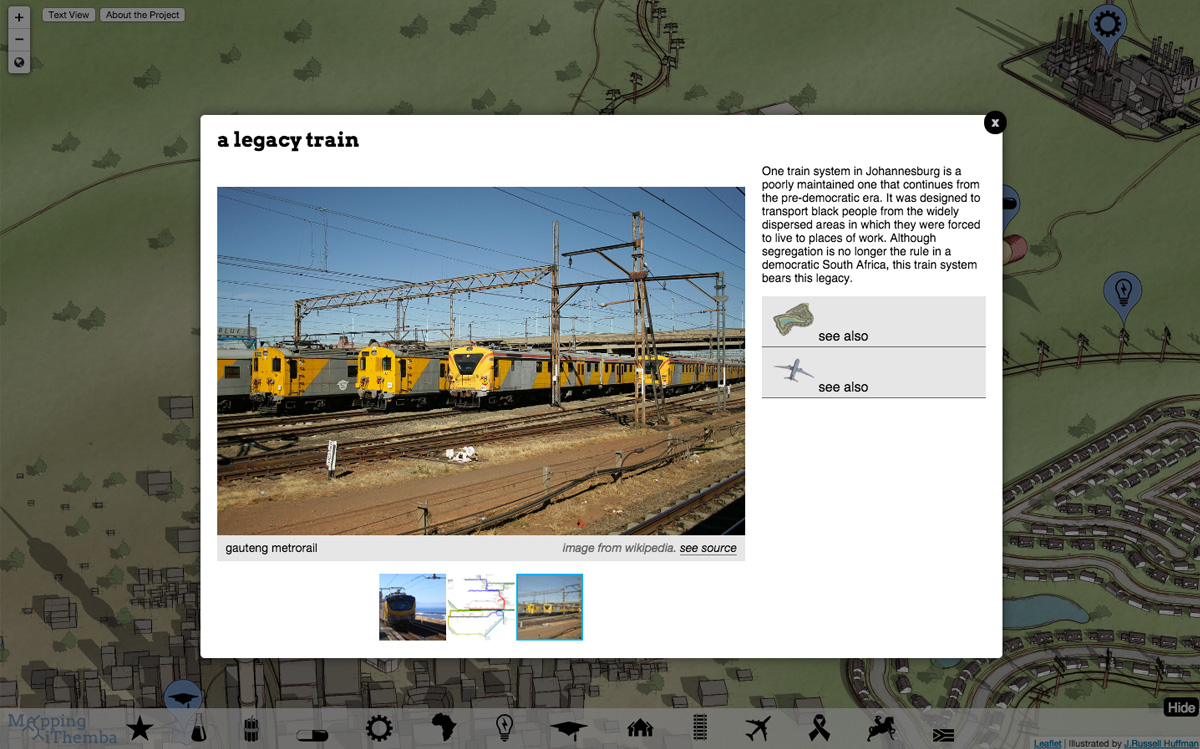 +
Text View
About the Project
−
x
a legacy train
One train system in Johannesburg is a
poorly maintained one that continues from
the pre-democratic era. It was designed to
transport black people from the widely
dispersed areas in which they were forced
to live to places of work. Although
segregation is no longer the rule in a
democratic South Africa, this train system
bears this legacy.
see also
see also
BLUE
gauteng metrorail
image from wikipedia. see source
Hide
Mapping
iThemba
Leaflet | Illustrated by J.Russell Huffman